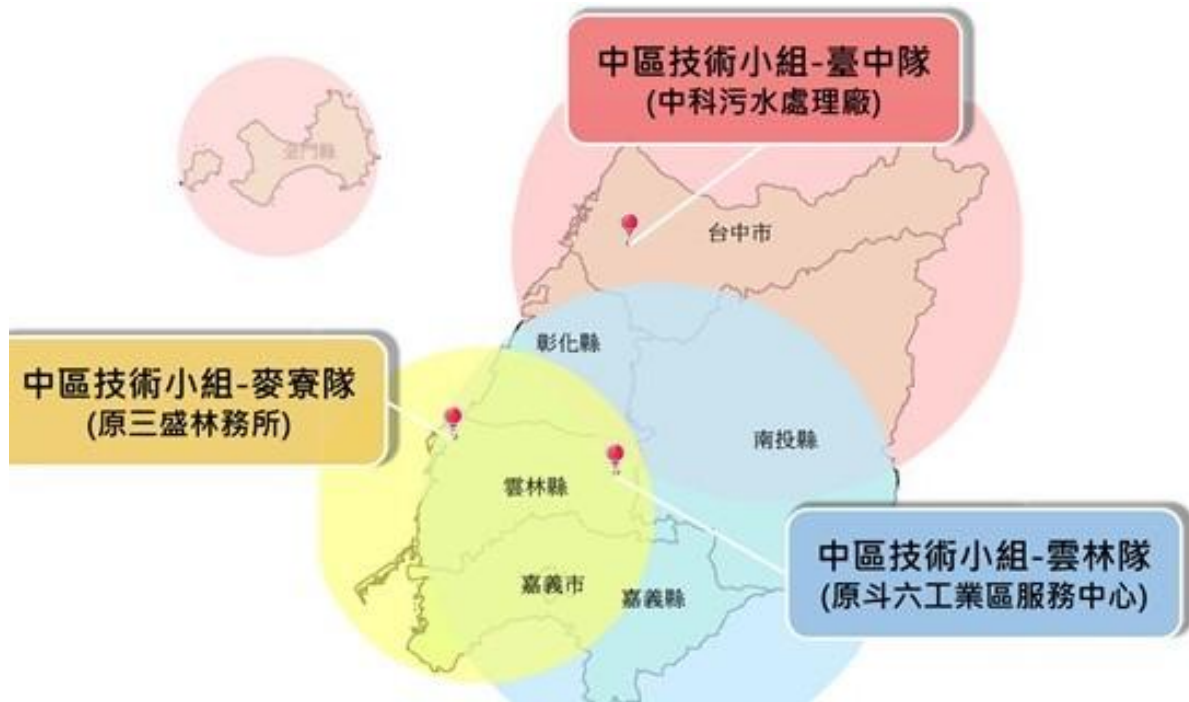 中區技術小組-臺中隊
(中科污水處理廠)
金門縣
台中市
彰化縣
中區技術小組-麥寮隊
(原三盛林務所)
南投縣
雲林縣
中區技術小組-雲林隊
(原斗六工業區服務中心)
嘉義市
嘉義縣